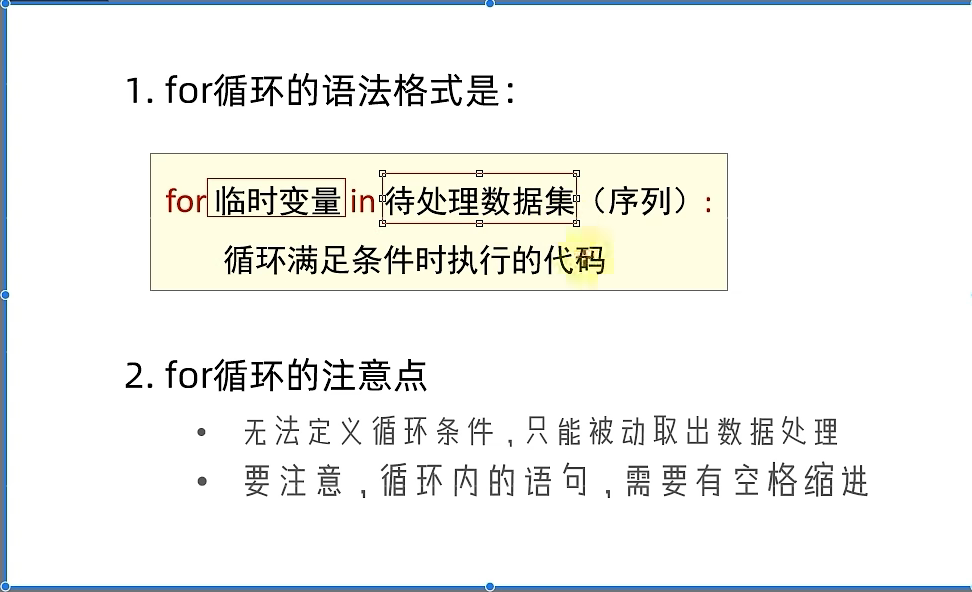 1. for循环的语法格式是：
for 临时变量 in 待处理数据集（序列）:
循环满足条件时执行的代码
2. for循环的注意点
• 无法定义循环条件,只能被动取出数据处理
• 要注意,循环内的语句,需要有空格缩进